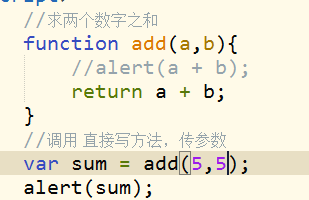 //求两个数字之和
function add(a,b){
//alert(a + b);
return a + b;
}
//调用 直接写方法，传参数
var sum = add(5,5);
alert(sum);